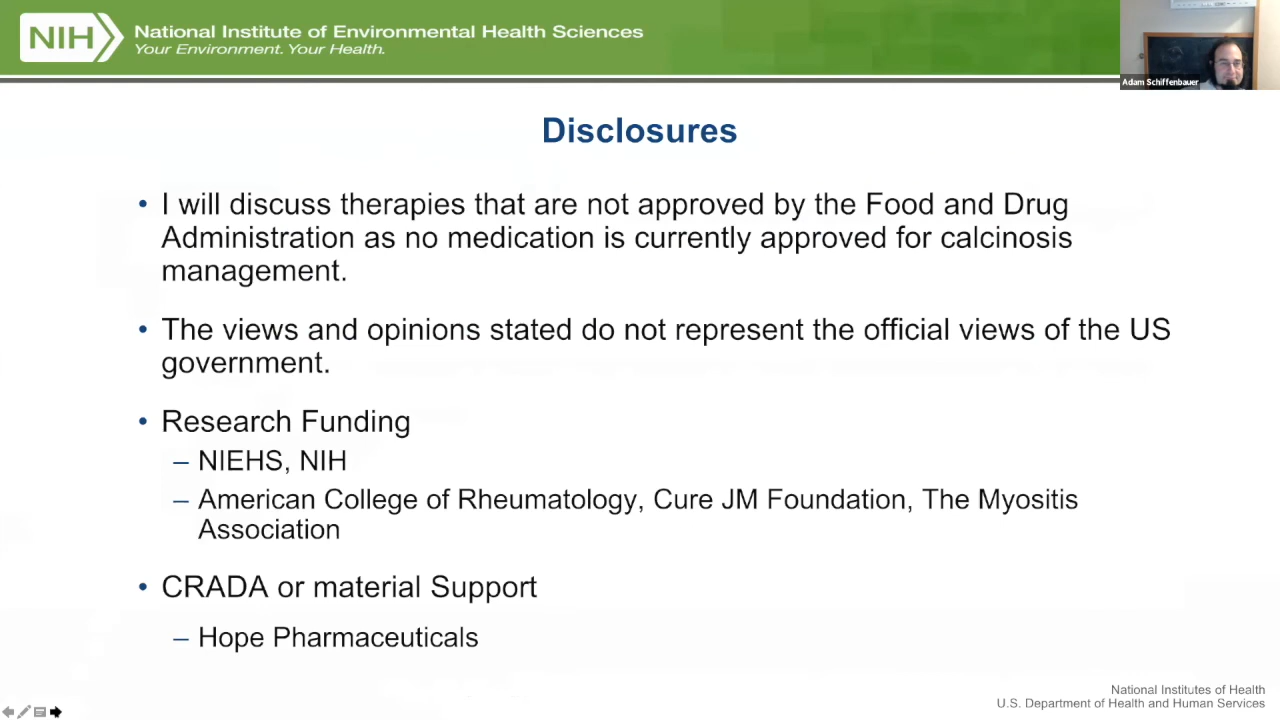 NIH
National Institute of Environmental Health Sciences
Your Environment. Your Health.
Adam Schiffenbauer
Disclosures
• I will discuss therapies that are not approved by the Food and Drug
Administration as no medication is currently approved for calcinosis
management.
• The views and opinions stated do not represent the official views of the US
government.
• Research Funding
– NIEHS, NIH
– American College of Rheumatology, Cure JM Foundation, The Myositis
Association
• CRADA or material Support
– Hope Pharmaceuticals
National Institutes of Health
U.S. Department of Health and Human Services